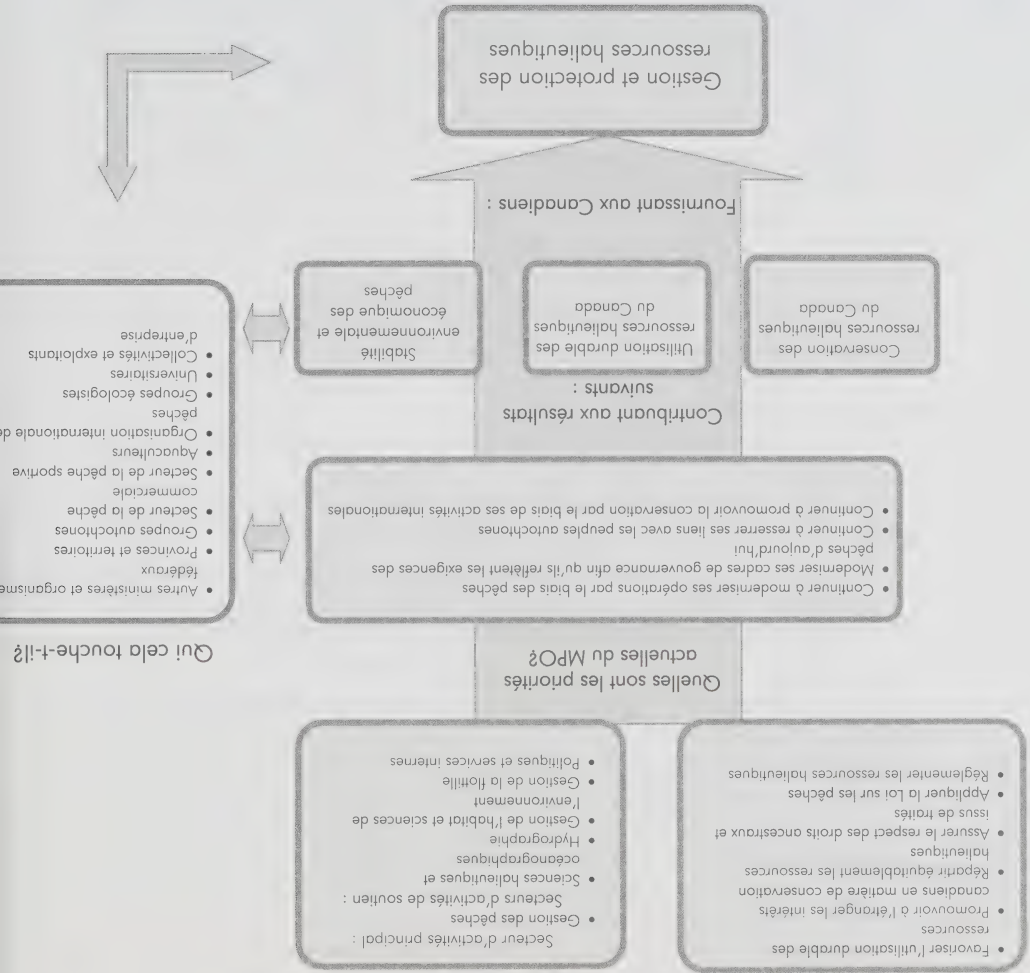 • Favoriser l'utilisation durable des
ressources
• Promouvoir à l'étranger les intérêts
canadiens en matière de conservation
• Répartir équitablement les ressources
halieutiques
• Assurer le respect des droits ancestraux et
issus de traités
• Appliquer la Loi sur les pêches
• Réglementer les ressources halieutiques
Secteur d'activités principal :
• Gestion des pêches
Secteurs d'activités de soutien :
• Sciences halieutiques et
océanographiques
• Hydrographie
• Gestion de l'habitat et sciences de
l'environnement
• Gestion de la flottille
• Politiques et services internes
Quelles sont les priorités
actuelles du MPO?
• Continuer à moderniser ses opérations par le biais des pêches
• Moderniser ses cadres de gouvernance afin qu'ils reflètent les exigences des
pêches d'aujourd'hui
• Continuer à resserrer ses liens avec les peuples autochtones
• Continuer à promouvoir la conservation par le biais de ses activités internationales
Qui cela touche-t-il?
• Autres ministères et organisme
fédéraux
• Provinces et territoires
• Groupes autochtones
• Secteur de la pêche
commerciale
• Secteur de la pêche sportive
• Aquaculteurs
• Organisation internationale de
pêches
• Groupes écologistes
• Universitaires
• Collectivités et exploitants
d'entreprise
Contribuant aux résultats
suivants :
Conservation des
ressources halieutiques
du Canada
Utilisation durable des
ressources halieutiques
du Canada
Stabilité
environnementale et
économique des
pêches
Fournissant aux Canadiens :
Gestion et protection des
ressources halieutiques